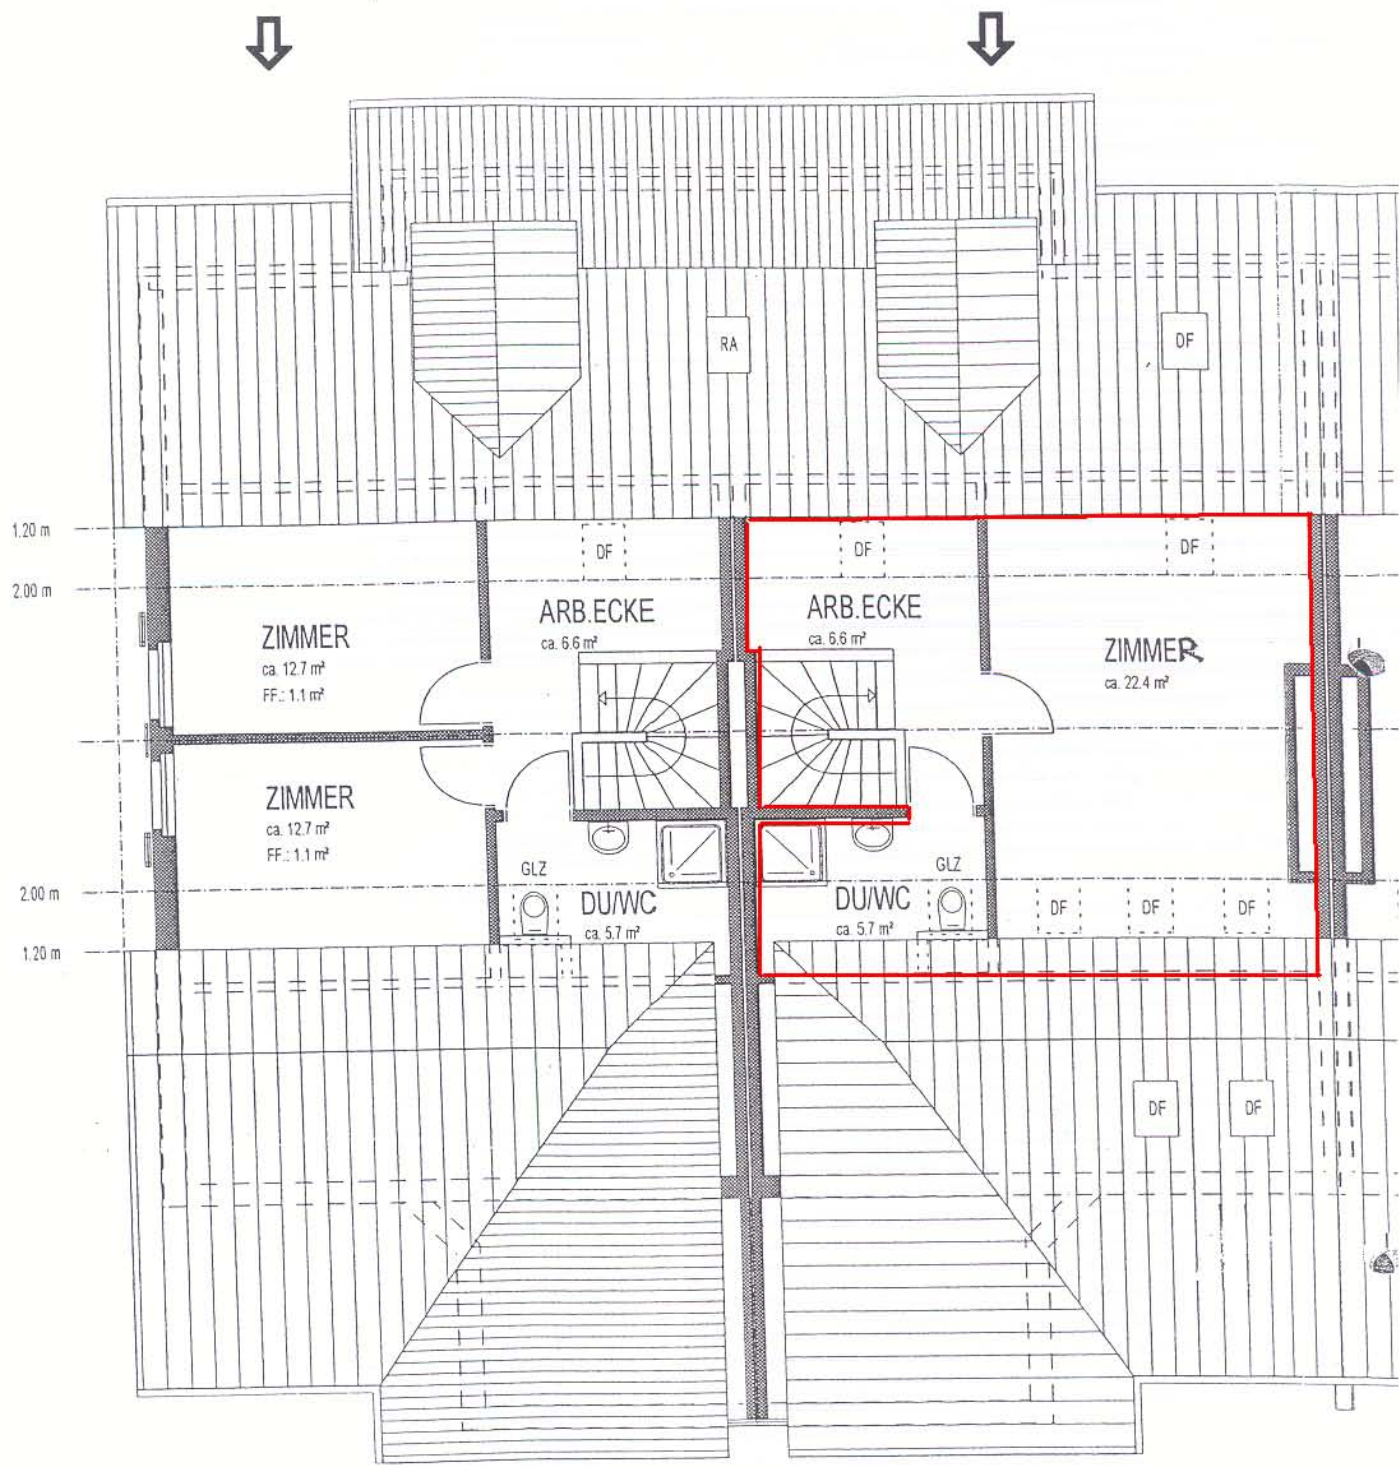 RA
DF
1.20 m
2.00 m
DF
DF
DF
ARB.ECKE
ca. 6.6 m²
ARB.ECKE
ca. 6.6 m²
ZIMMER
ca. 12.7 m²
FF.: 1.1 m²
ZIMMER
ca. 22.4 m²
ZIMMER
ca. 12.7 m²
FF.: 1.1 m²
GLZ
GLZ
2.00 m
1.20 m
DU/WC
ca. 5.7 m²
DU/WC
ca. 5.7 m²
DF
DF
DF
DF
DF